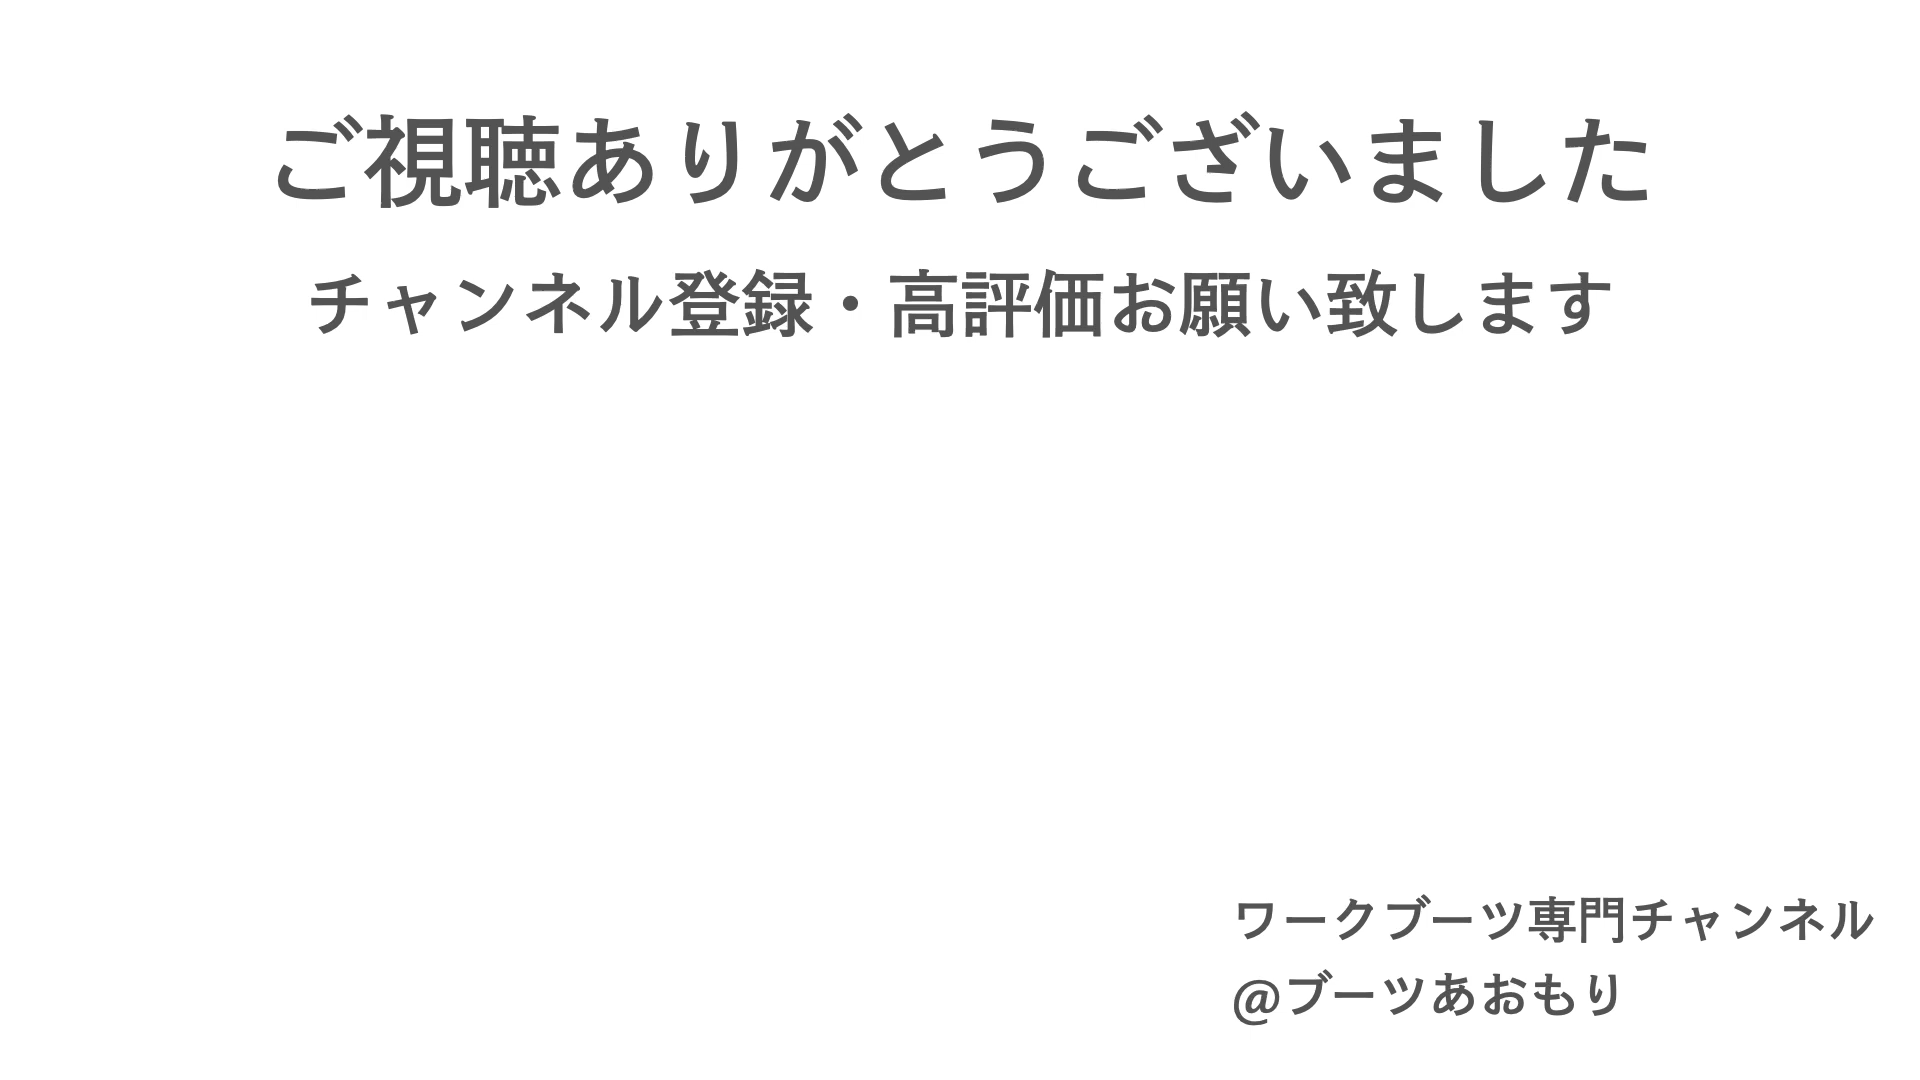 ご視聴ありがとうございました
チャンネル登録・高評価お願い致します
ワークブーツ専門チャンネル
@ブーツあおもり